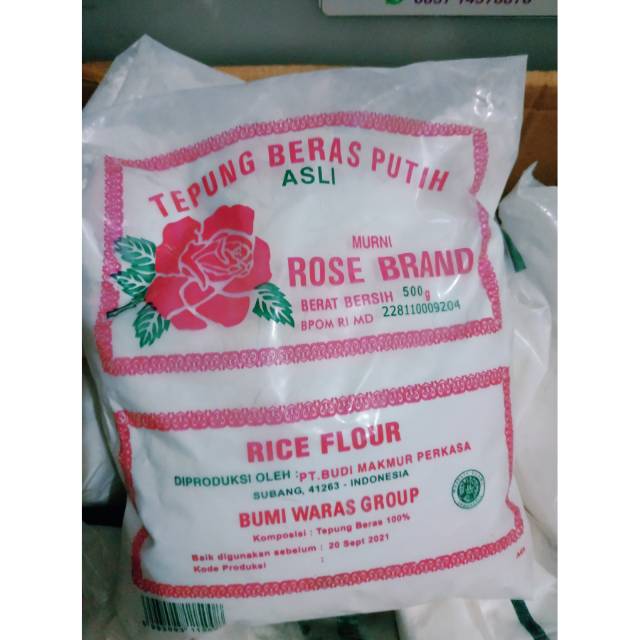 TEPUNG BERAS PUTIH
ASLI
MURNI
ROSE BRAND
BERAT BERSIH 500g
BPOM RI MD 228110009204
RICE FLOUR
DIPRODUKSI OLEH : PT.BUDI MAKMUR PERKASA
SUBANG, 41263 - INDONESIA
BUMI WARAS GROUP
Komposisi : Tepung Beras 100%
Baik digunakan sebelum : 20 Sept 2021
Kode Produksi :